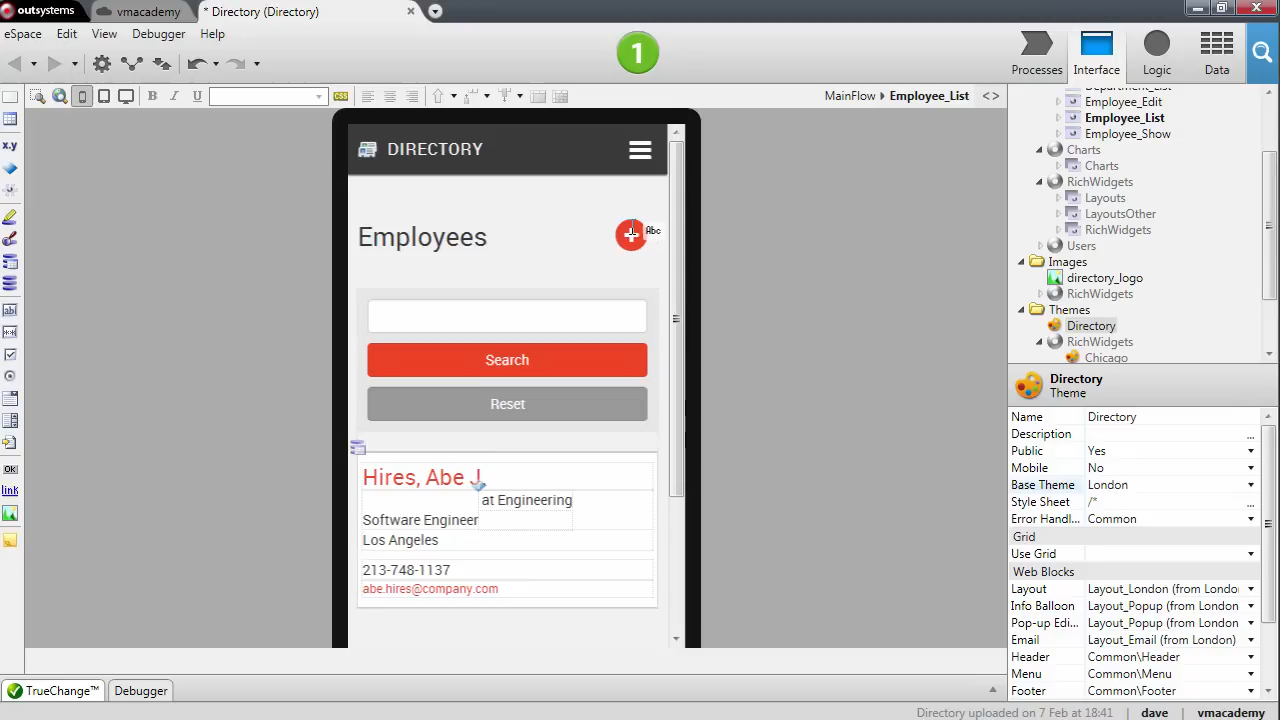 outsystems
vmacademy
* Directory (Directory)
eSpace Edit View Debugger Help
1
Processes
Interface
Logic
Data
B I U
CSS
MainFlow Employee_List <>
x.y
OK
link
DIRECTORY
Employees
Abc
Search
Reset
Hires, Abe J
at Engineering
Software Engineer
Los Angeles
213-748-1137
abe.hires@company.com
Employee_Edit
Employee_List
Employee_Show
Charts
Charts
RichWidgets
Layouts
LayoutsOther
RichWidgets
Users
Images
directory_logo
RichWidgets
Themes
Directory
RichWidgets
Chicago
Directory
Theme
Name Directory
Description ...
Public Yes
Mobile No
Base Theme London
Style Sheet /* ...
Error Handl... Common
Grid
Use Grid
Web Blocks
Layout Layout_London (from Londo
Info Balloon Layout_Popup (from London
Pop-up Edi... Layout_Popup (from London
Email Layout_Email (from London)
Header Common\Header
Menu Common\Menu
Footer Common\Footer
TrueChange™
Debugger
Directory uploaded on 7 Feb at 18:41 dave vmacademy